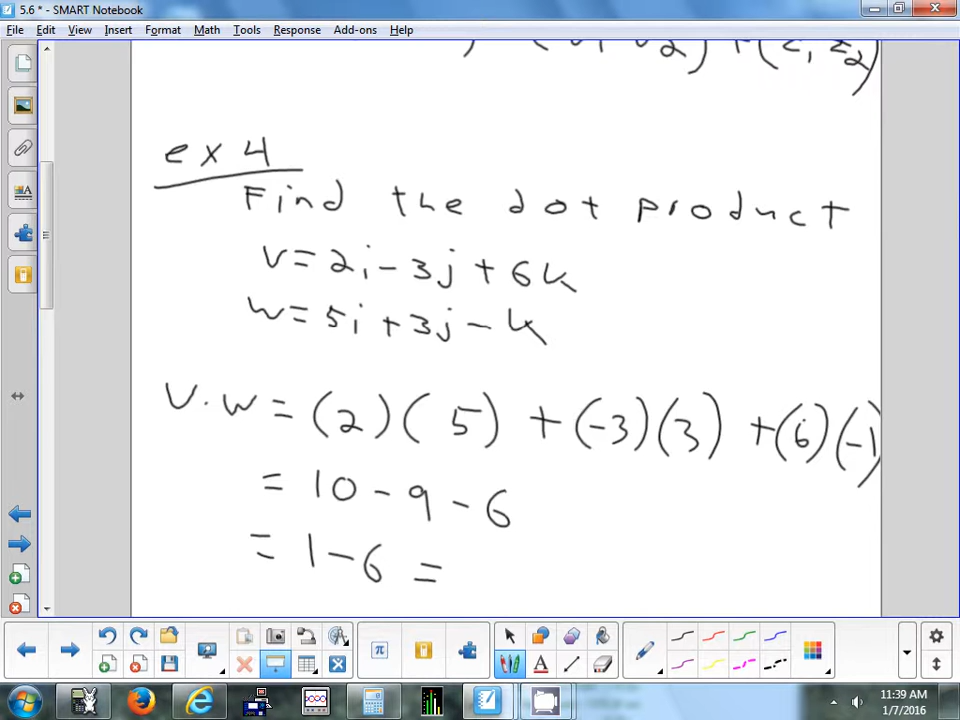 5.6 * - SMART Notebook
File Edit View Insert Format Math Tools Response Add-ons Help
ex 4
Find the dot product
v=2i-3j+6k
w=5i+3j-k
v·w=(2)(5)+(-3)(3)+(6)(-1)
=10-9-6
=1-6=
11:39 AM
1/7/2016